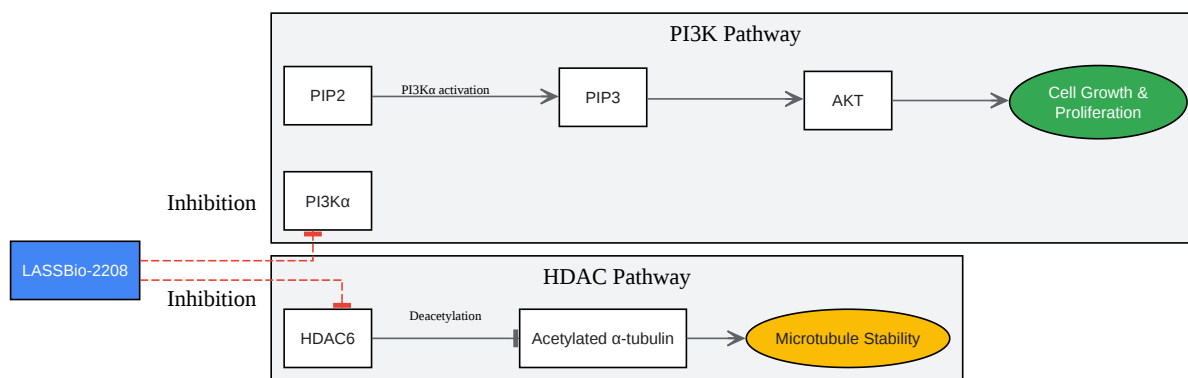 PI3K Pathway
PIP2
PI3Kα activation
PIP3
AKT
Cell Growth &
Proliferation
Inhibition
PI3Kα
LASSBio-2208
Inhibition
HDAC Pathway
HDAC6
Deacetylation
Acetylated α-tubulin
Microtubule Stability